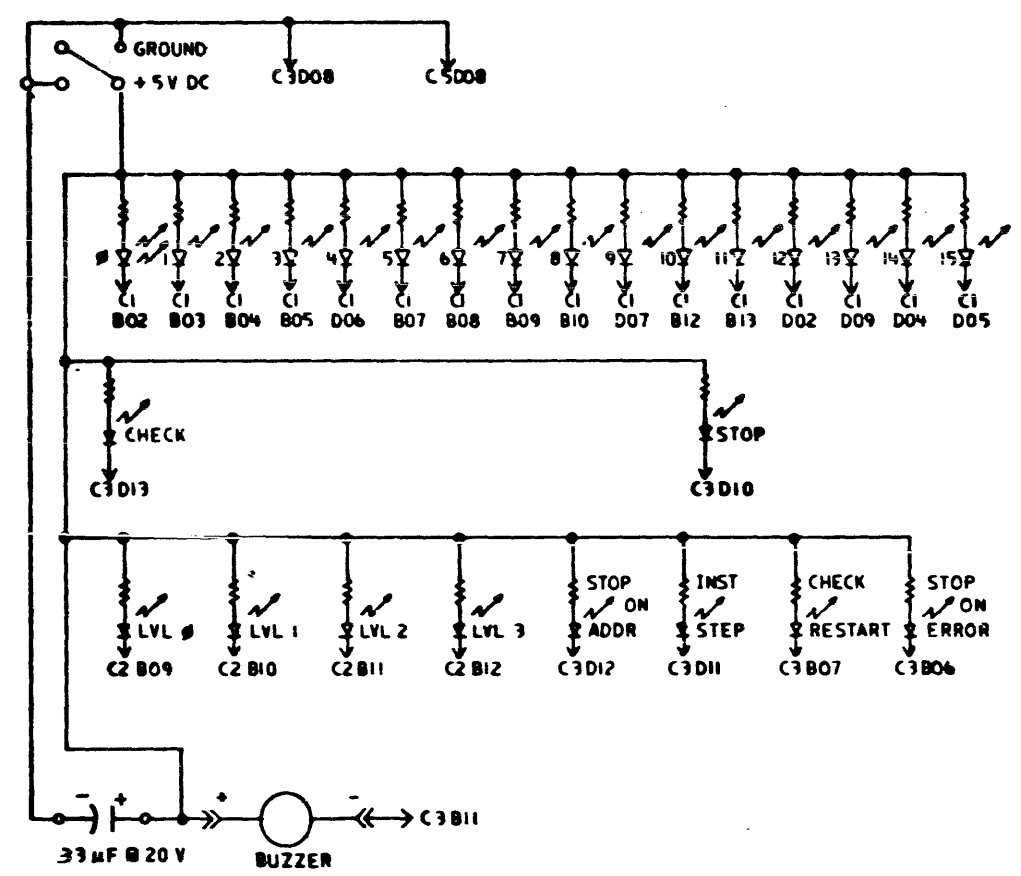 GROUND
C3D08
C5D08
+5V DC
Ø 1 2 3 4 5 6 7 8 9 10 11 12 13 14 15
C1 C1 C1 C1 C1 C1 C1 C1 C1 C1 C1 C1 C1 C1 C1 C1
B02 B03 B04 B05 D06 B07 B08 B09 B10 D07 B12 B13 D02 D09 D04 D05
CHECK
STOP
C3D13
C3D10
STOP ON ADDR
INST STEP
CHECK RESTART
STOP ON ERROR
LVL Ø
LVL 1
LVL 2
LVL 3
C2B09 C2B10 C2B11 C2B12 C3D12 C3D11 C3B07 C3B06
- +
+ -
C3B11
33 µF @ 20 V
BUZZER